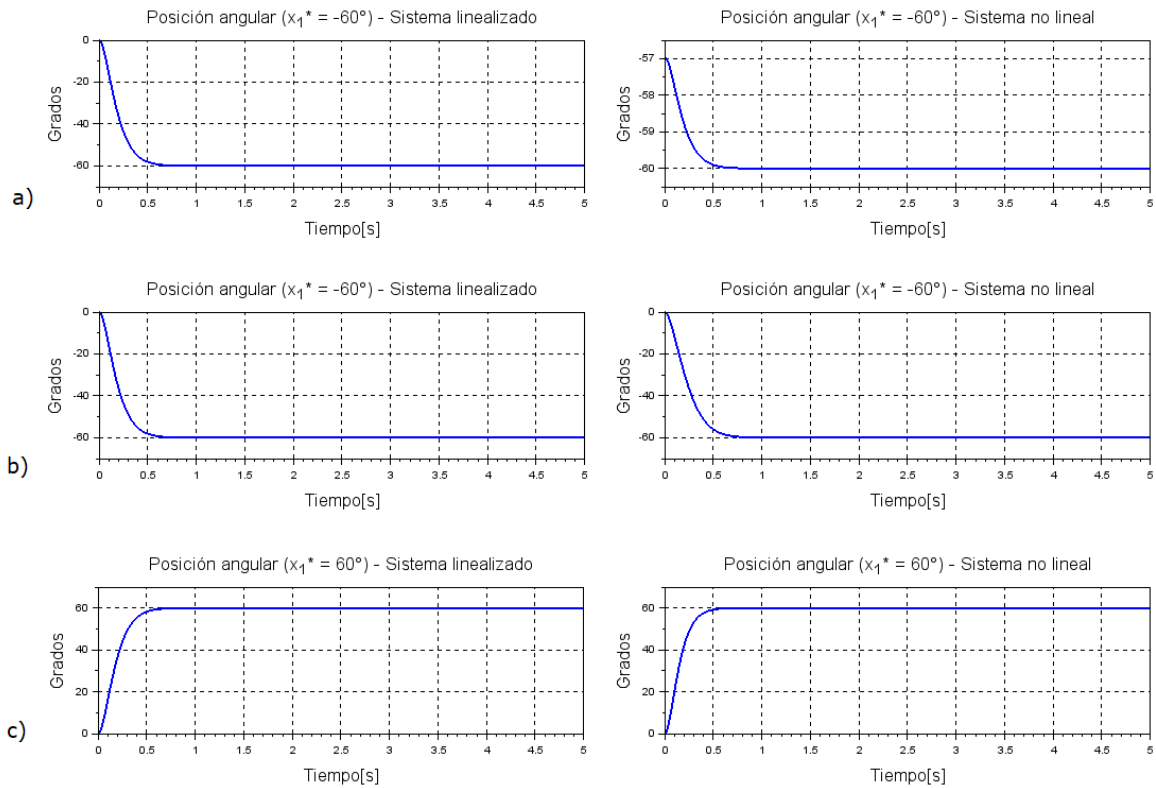 Posición angular (x₁* = -60°) - Sistema linealizado
Grados
0
-20
-40
-60
0 0.5 1 1.5 2 2.5 3 3.5 4 4.5 5
Tiempo[s]
Posición angular (x₁* = -60°) - Sistema no lineal
Grados
-57
-58
-59
-60
0 0.5 1 1.5 2 2.5 3 3.5 4 4.5 5
Tiempo[s]
a)
Posición angular (x₁* = -60°) - Sistema linealizado
Grados
0
-20
-40
-60
0 0.5 1 1.5 2 2.5 3 3.5 4 4.5 5
Tiempo[s]
Posición angular (x₁* = -60°) - Sistema no lineal
Grados
0
-20
-40
-60
0 0.5 1 1.5 2 2.5 3 3.5 4 4.5 5
Tiempo[s]
b)
Posición angular (x₁* = 60°) - Sistema linealizado
Grados
60
40
20
0
0 0.5 1 1.5 2 2.5 3 3.5 4 4.5 5
Tiempo[s]
Posición angular (x₁* = 60°) - Sistema no lineal
Grados
60
40
20
0
0 0.5 1 1.5 2 2.5 3 3.5 4 4.5 5
Tiempo[s]
c)